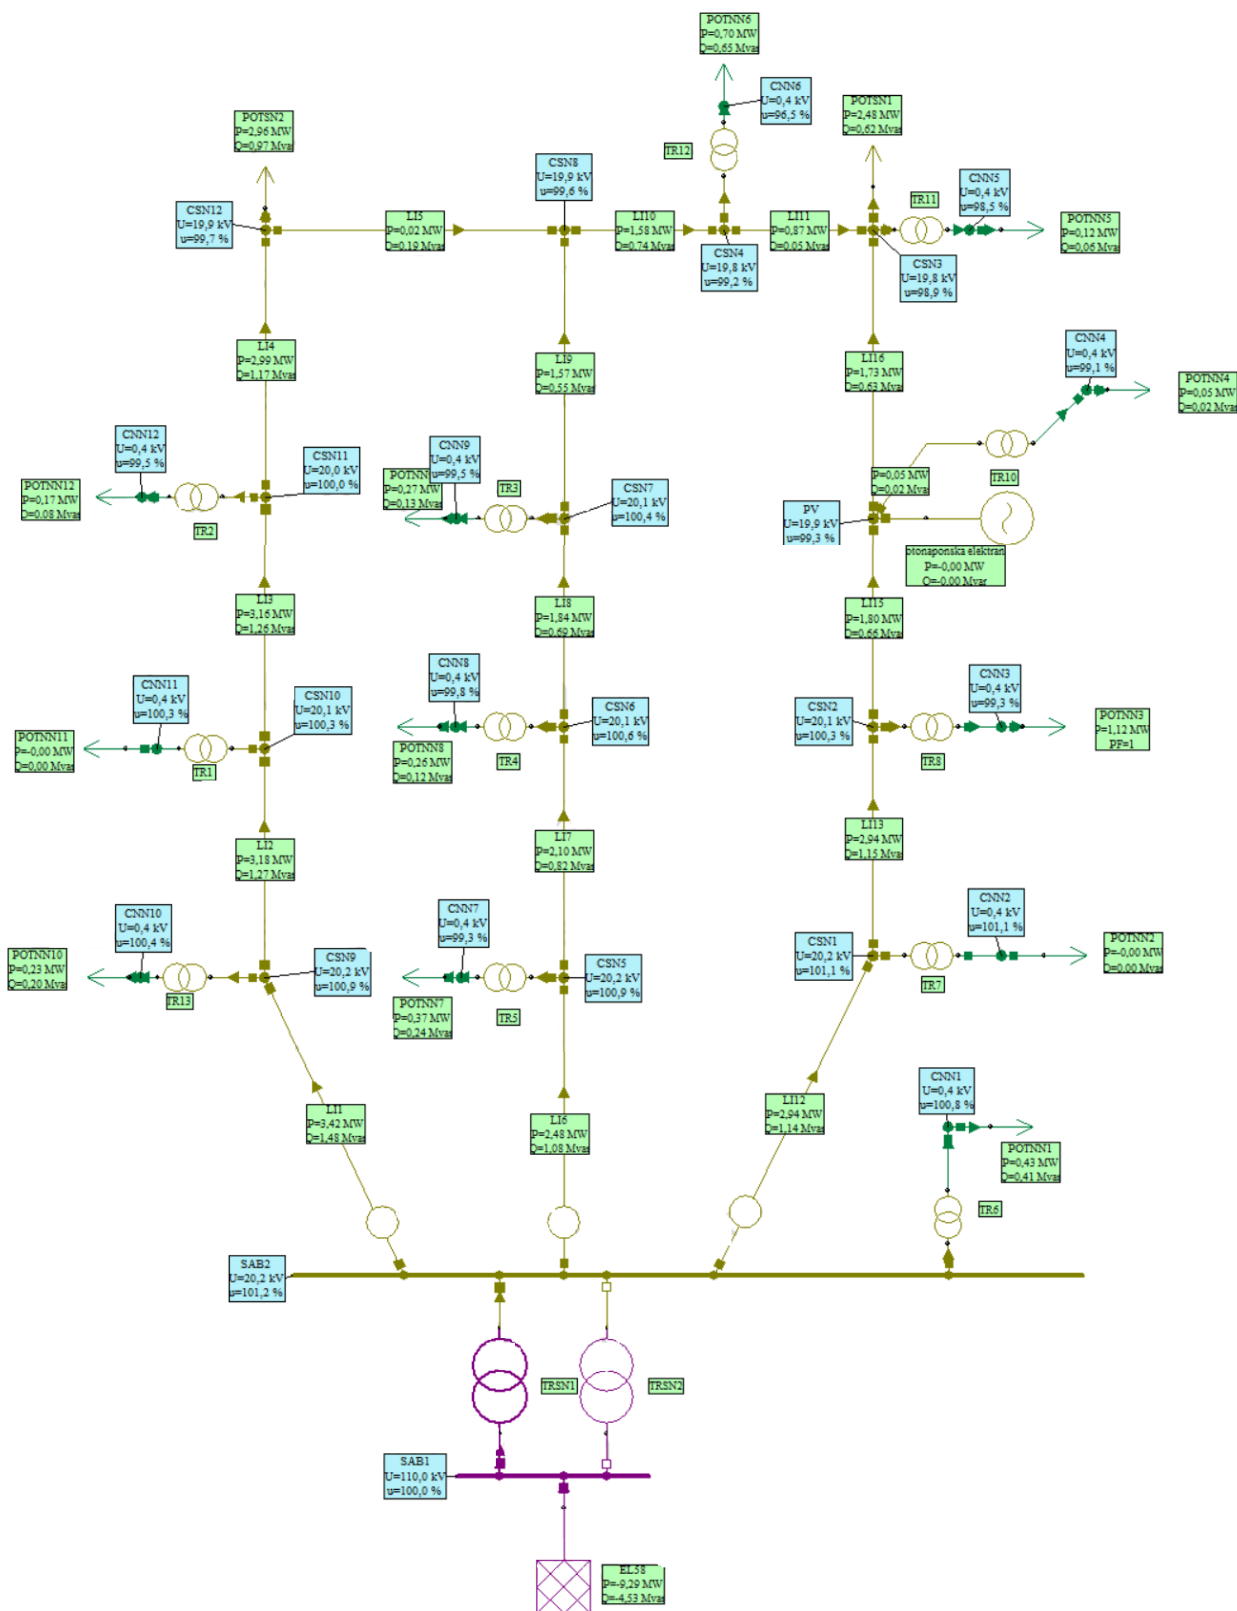 POTNN6
P=0,70 MW
Q=0,65 Mvar
CNN6
U=0,4 kV
u=96,5 %
TR12
POTSN1
P=2,48 MW
Q=0,62 Mvar
POTSN2
P=2,96 MW
Q=0,97 Mvar
CSN8
U=19,9 kV
u=99,6 %
CNN5
U=0,4 kV
u=98,5 %
TR11
CSN12
U=19,9 kV
u=99,7 %
LI5
P=0,02 MW
Q=0,19 Mvar
LI10
P=1,58 MW
Q=0,74 Mvar
LI11
P=0,87 MW
Q=0,05 Mvar
POTNN5
P=0,12 MW
Q=0,06 Mvar
CSN4
U=19,8 kV
u=99,2 %
CSN3
U=19,8 kV
u=98,9 %
LI4
P=2,99 MW
Q=1,17 Mvar
LI9
P=1,57 MW
Q=0,55 Mvar
LI16
P=1,73 MW
Q=0,63 Mvar
CNN4
U=0,4 kV
u=99,1 %
POTNN4
P=0,05 MW
Q=0,02 Mvar
CNN12
U=0,4 kV
u=99,5 %
CSN11
U=20,0 kV
u=100,0 %
CNN9
U=0,4 kV
u=99,5 %
POTNN
P=0,27 MW
Q=0,13 Mvar
TR3
CSN7
U=20,1 kV
u=100,4 %
P=0,05 MW
Q=0,02 Mvar
TR10
POTNN12
P=0,17 MW
Q=0,08 Mvar
TR2
PV
U=19,9 kV
u=99,3 %
otonaponska elektran
P=-0,00 MW
Q=-0,00 Mvar
LI3
P=3,16 MW
Q=1,26 Mvar
LI8
P=1,84 MW
Q=0,69 Mvar
LI15
P=1,80 MW
Q=0,66 Mvar
CNN11
U=0,4 kV
u=100,3 %
CSN10
U=20,1 kV
u=100,3 %
CNN8
U=0,4 kV
u=99,8 %
CSN6
U=20,1 kV
u=100,6 %
CSN2
U=20,1 kV
u=100,3 %
CNN3
U=0,4 kV
u=99,3 %
POTNN11
P=-0,00 MW
Q=0,00 Mvar
TR1
POTNN8
P=0,26 MW
Q=0,12 Mvar
TR4
TR8
POTNN3
P=1,12 MW
PF=1
LI2
P=3,18 MW
Q=1,27 Mvar
LI7
P=2,10 MW
Q=0,82 Mvar
LI13
P=2,94 MW
Q=1,15 Mvar
CNN10
U=0,4 kV
u=100,4 %
CSN9
U=20,2 kV
u=100,9 %
CNN7
U=0,4 kV
u=99,3 %
CSN5
U=20,2 kV
u=100,9 %
CSN1
U=20,2 kV
u=101,1 %
CNN2
U=0,4 kV
u=101,1 %
POTNN10
P=0,23 MW
Q=0,20 Mvar
TR13
POTNN7
P=0,37 MW
Q=0,24 Mvar
TR5
TR7
POTNN2
P=-0,00 MW
Q=0,00 Mvar
LI1
P=3,42 MW
Q=1,48 Mvar
LI6
P=2,48 MW
Q=1,08 Mvar
LI12
P=2,94 MW
Q=1,14 Mvar
CNN1
U=0,4 kV
u=100,8 %
POTNN1
P=0,43 MW
Q=0,41 Mvar
TR6
SAB2
U=20,2 kV
u=101,2 %
TRSN1
TRSN2
SAB1
U=110,0 kV
u=100,0 %
EL58
P=-9,29 MW
Q=-4,53 Mvar